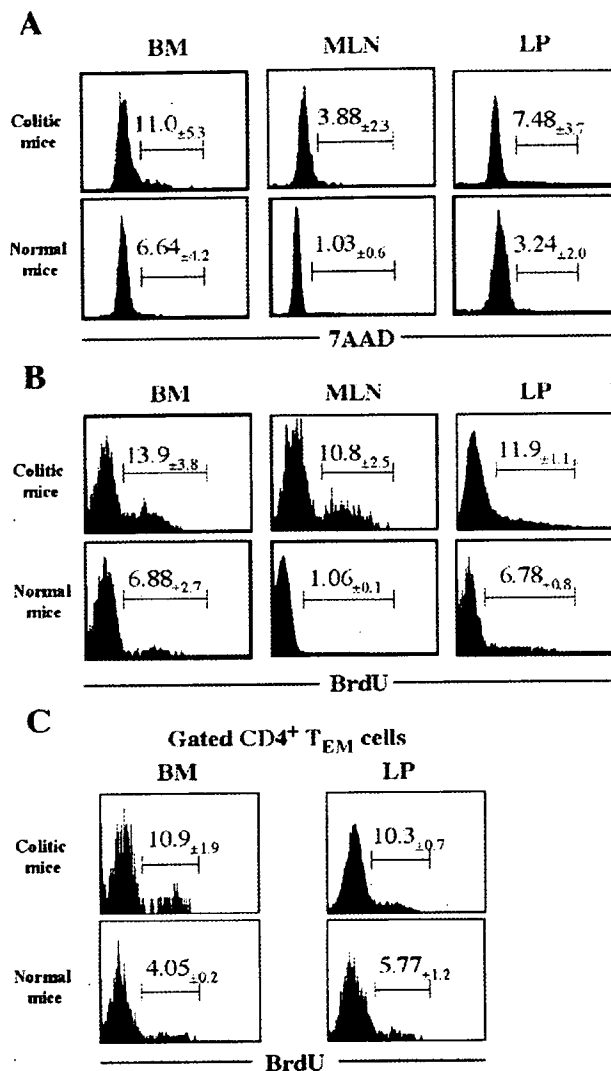 A
BM MLN LP
Colitic mice 11.0 ±5.3 3.88 ±2.3 7.48 ±3.7
Normal mice 6.64 ±4.2 1.03 ±0.6 3.24 ±2.0
7AAD
B
BM MLN LP
Colitic mice 13.9 ±3.8 10.8 ±2.5 11.9 ±1.1
Normal mice 6.88 ±2.7 1.06 ±0.1 6.78 ±0.8
BrdU
C
Gated CD4+ TEM cells
BM LP
Colitic mice 10.9 ±1.9 10.3 ±0.7
Normal mice 4.05 ±0.2 5.77 ±1.2
BrdU